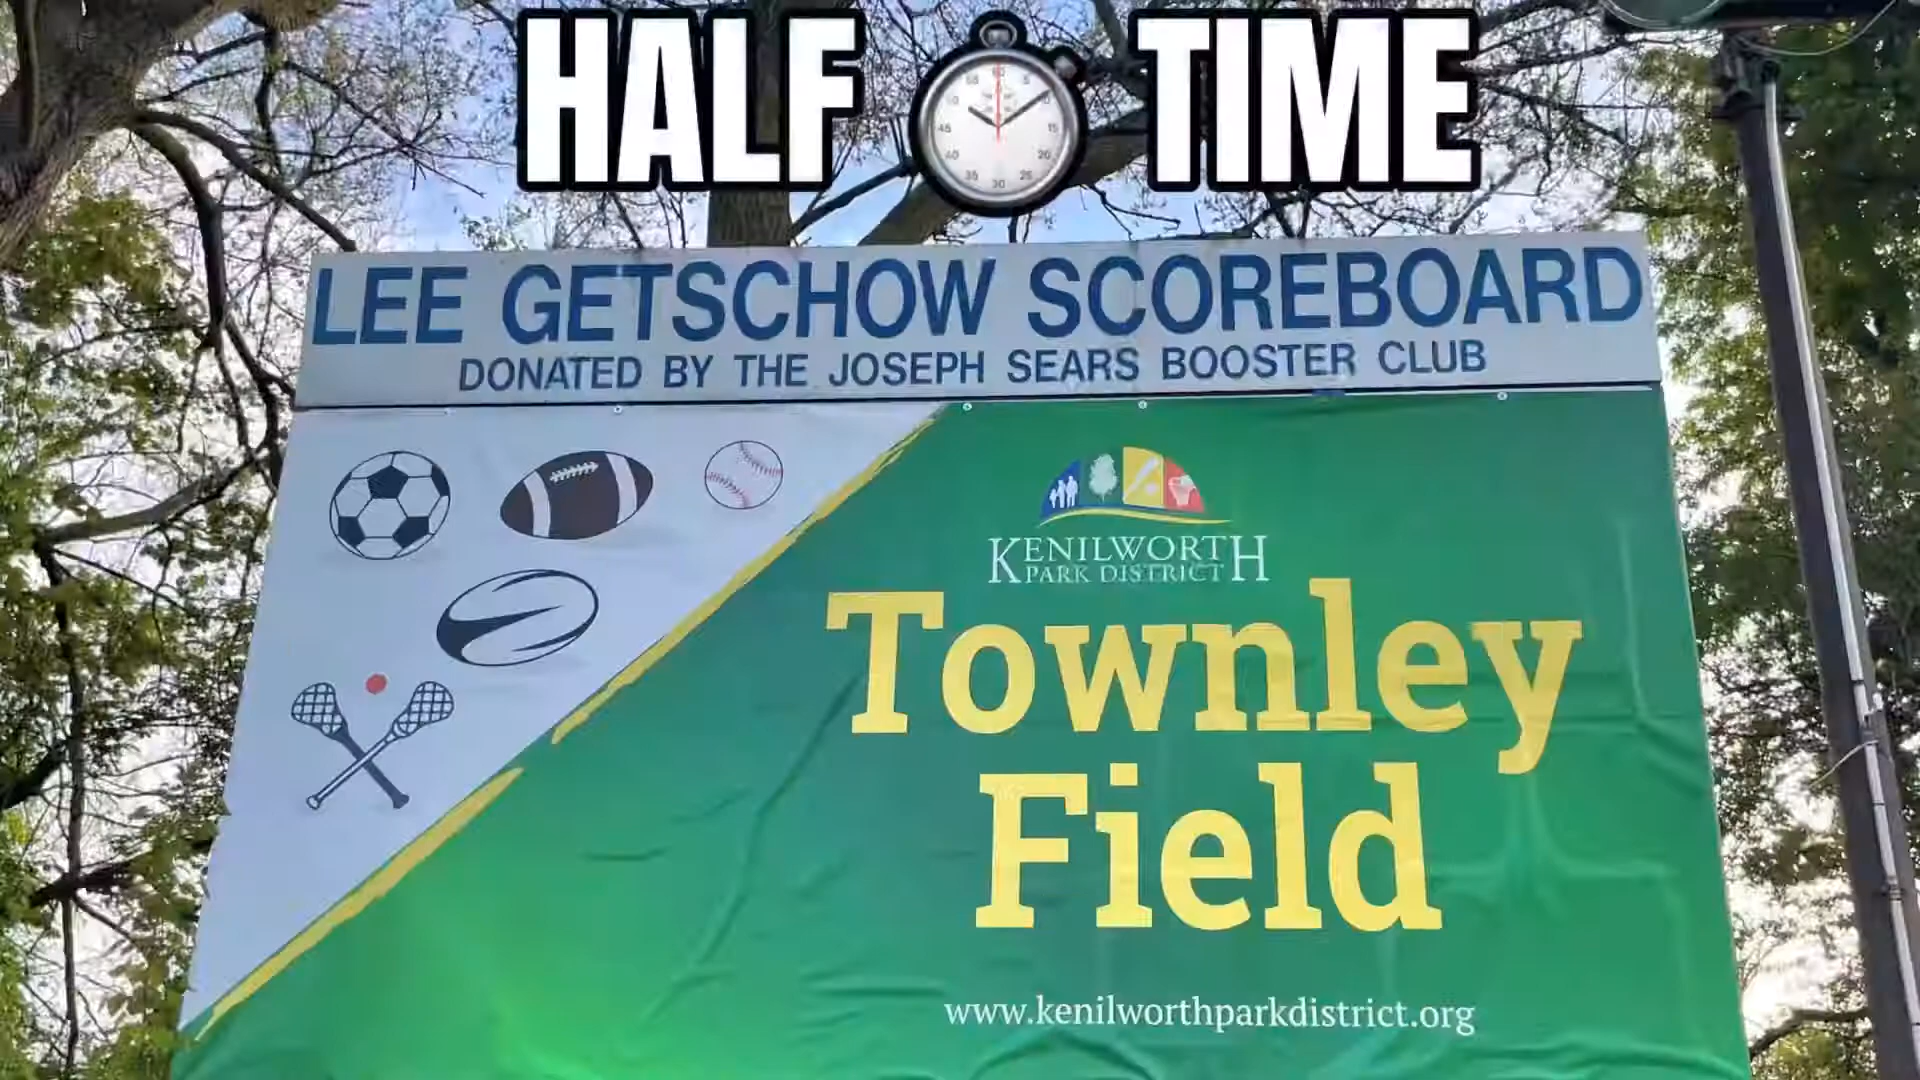 HALF TIME
LEE GETSCHOW SCOREBOARD
DONATED BY THE JOSEPH SEARS BOOSTER CLUB
KENILWORTH
PARK DISTRICT
Townley
Field
www.kenilworthparkdistrict.org